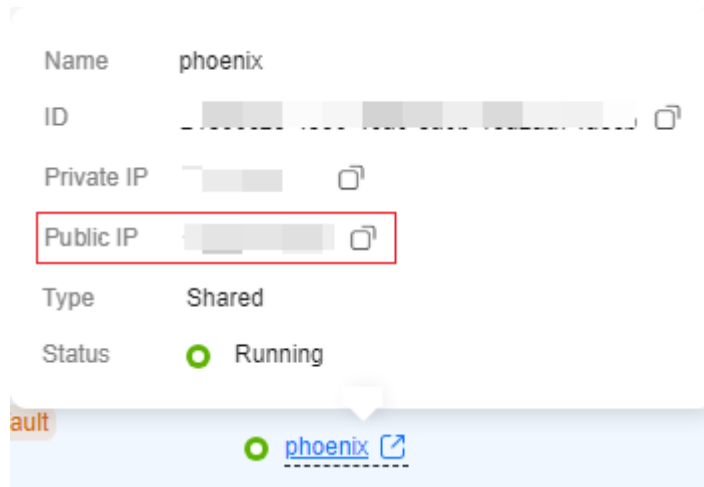 Name phoenix
ID
Private IP
Public IP
Type Shared
Status Running
ault
phoenix